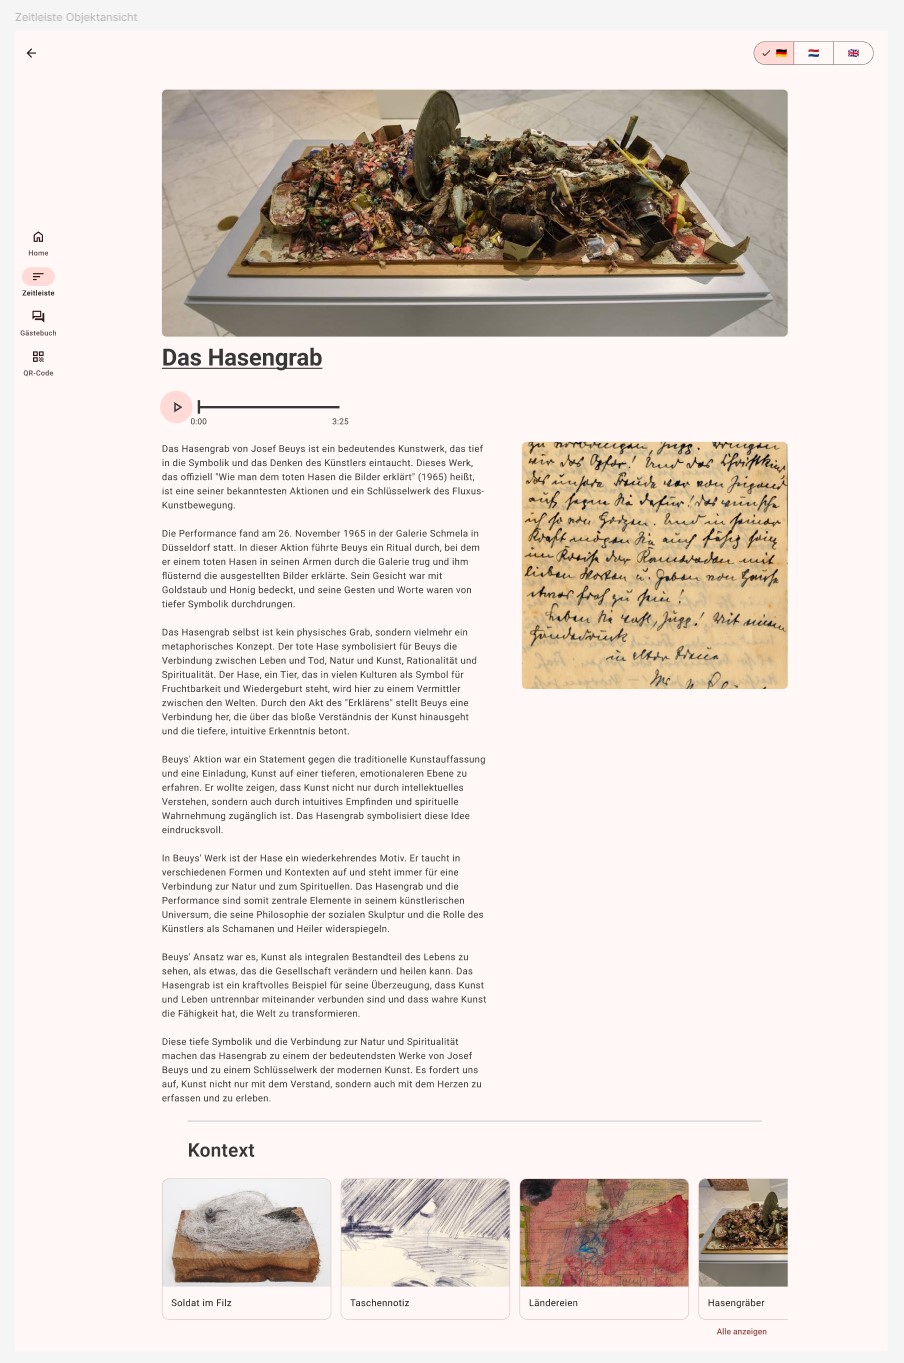 Zeitleiste Objektansicht
Home
Zeitleiste
Gästebuch
QR-Code
Das Hasengrab
0:00
3:25
Das Hasengrab von Josef Beuys ist ein bedeutendes Kunstwerk, das tief
in die Symbolik und das Denken des Künstlers eintaucht. Dieses Werk,
das offiziell "Wie man dem toten Hasen die Bilder erklärt" (1965) heißt,
ist eine seiner bekanntesten Aktionen und ein Schlüsselwerk des Fluxus-
Kunstbewegung.
Die Performance fand am 26. November 1965 in der Galerie Schmela in
Düsseldorf statt. In dieser Aktion führte Beuys ein Ritual durch, bei dem
er einem toten Hasen in seinen Armen durch die Galerie trug und ihm
flüsternd die ausgestellten Bilder erklärte. Sein Gesicht war mit
Goldstaub und Honig bedeckt, und seine Gesten und Worte waren von
tiefer Symbolik durchdrungen.
Das Hasengrab selbst ist kein physisches Grab, sondern vielmehr ein
metaphorisches Konzept. Der tote Hase symbolisiert für Beuys die
Verbindung zwischen Leben und Tod, Natur und Kunst, Rationalität und
Spiritualität. Der Hase, ein Tier, das in vielen Kulturen als Symbol für
Fruchtbarkeit und Wiedergeburt steht, wird hier zu einem Vermittler
zwischen den Welten. Durch den Akt des "Erklärens" stellt Beuys eine
Verbindung her, die über das bloße Verständnis der Kunst hinausgeht
und die tiefere, intuitive Erkenntnis betont.
Beuys' Aktion war ein Statement gegen die traditionelle Kunstauffassung
und eine Einladung, Kunst auf einer tieferen, emotionaleren Ebene zu
erfahren. Er wollte zeigen, dass Kunst nicht nur durch intellektuelles
Verstehen, sondern auch durch intuitives Empfinden und spirituelle
Wahrnehmung zugänglich ist. Das Hasengrab symbolisiert diese Idee
eindrucksvoll.
In Beuys' Werk ist der Hase ein wiederkehrendes Motiv. Er taucht in
verschiedenen Formen und Kontexten auf und steht immer für eine
Verbindung zur Natur und zum Spirituellen. Das Hasengrab und die
Performance sind somit zentrale Elemente in seinem künstlerischen
Universum, die seine Philosophie der sozialen Skulptur und die Rolle des
Künstlers als Schamanen und Heiler widerspiegeln.
Beuys' Ansatz war es, Kunst als integralen Bestandteil des Lebens zu
sehen, als etwas, das die Gesellschaft verändern und heilen kann. Das
Hasengrab ist ein kraftvolles Beispiel für seine Überzeugung, dass Kunst
und Leben untrennbar miteinander verbunden sind und dass wahre Kunst
die Fähigkeit hat, die Welt zu transformieren.
Diese tiefe Symbolik und die Verbindung zur Natur und Spiritualität
machen das Hasengrab zu einem der bedeutendsten Werke von Josef
Beuys und zu einem Schlüsselwerk der modernen Kunst. Es fordert uns
auf, Kunst nicht nur mit dem Verstand, sondern auch mit dem Herzen zu
erfassen und zu erleben.
Kontext
Soldat im Filz
Taschennotiz
Ländereien
Hasengräber
Alle anzeigen